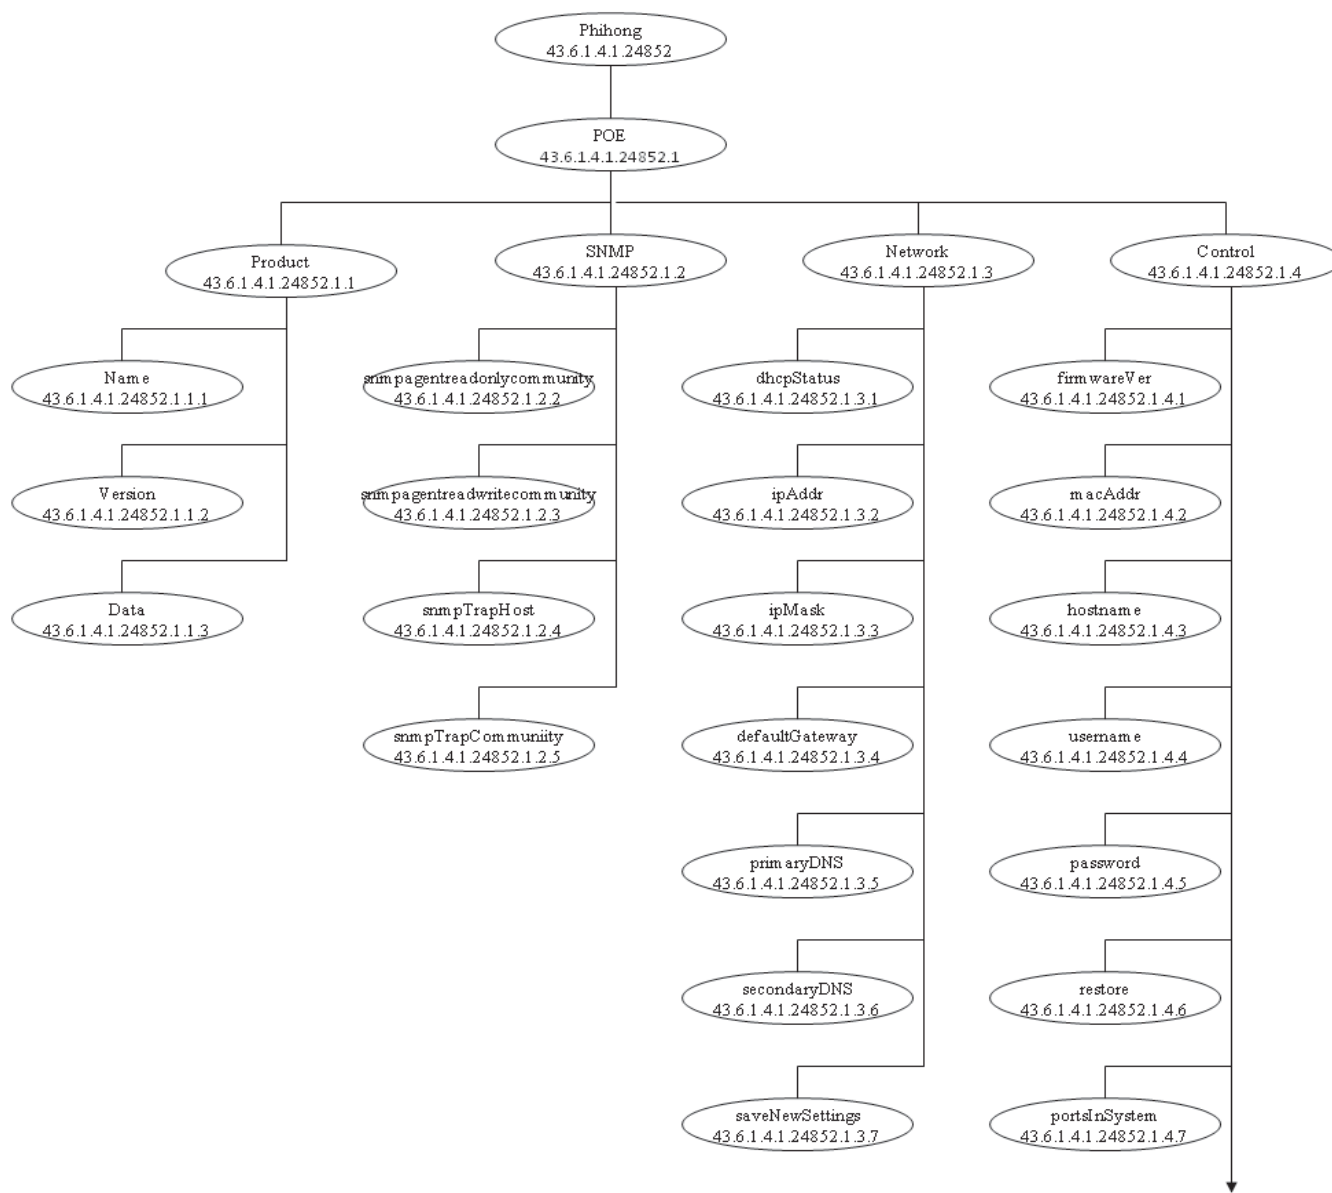 Phihong
43.6.1.4.1.24852
POE
43.6.1.4.1.24852.1
Product
43.6.1.4.1.24852.1.1
SNMP
43.6.1.4.1.24852.1.2
Network
43.6.1.4.1.24852.1.3
Control
43.6.1.4.1.24852.1.4
Name
43.6.1.4.1.24852.1.1.1
snmpagentreadonlycommunity
43.6.1.4.1.24852.1.2.2
dhcpStatus
43.6.1.4.1.24852.1.3.1
firmwareVer
43.6.1.4.1.24852.1.4.1
Version
43.6.1.4.1.24852.1.1.2
snmpagentreadwritecommunity
43.6.1.4.1.24852.1.2.3
ipAddr
43.6.1.4.1.24852.1.3.2
macAddr
43.6.1.4.1.24852.1.4.2
Data
43.6.1.4.1.24852.1.1.3
snmpTrapHost
43.6.1.4.1.24852.1.2.4
ipMask
43.6.1.4.1.24852.1.3.3
hostname
43.6.1.4.1.24852.1.4.3
snmpTrapCommuniity
43.6.1.4.1.24852.1.2.5
defaultGateway
43.6.1.4.1.24852.1.3.4
username
43.6.1.4.1.24852.1.4.4
primaryDNS
43.6.1.4.1.24852.1.3.5
password
43.6.1.4.1.24852.1.4.5
secondaryDNS
43.6.1.4.1.24852.1.3.6
restore
43.6.1.4.1.24852.1.4.6
saveNewSettings
43.6.1.4.1.24852.1.3.7
portsInSystem
43.6.1.4.1.24852.1.4.7